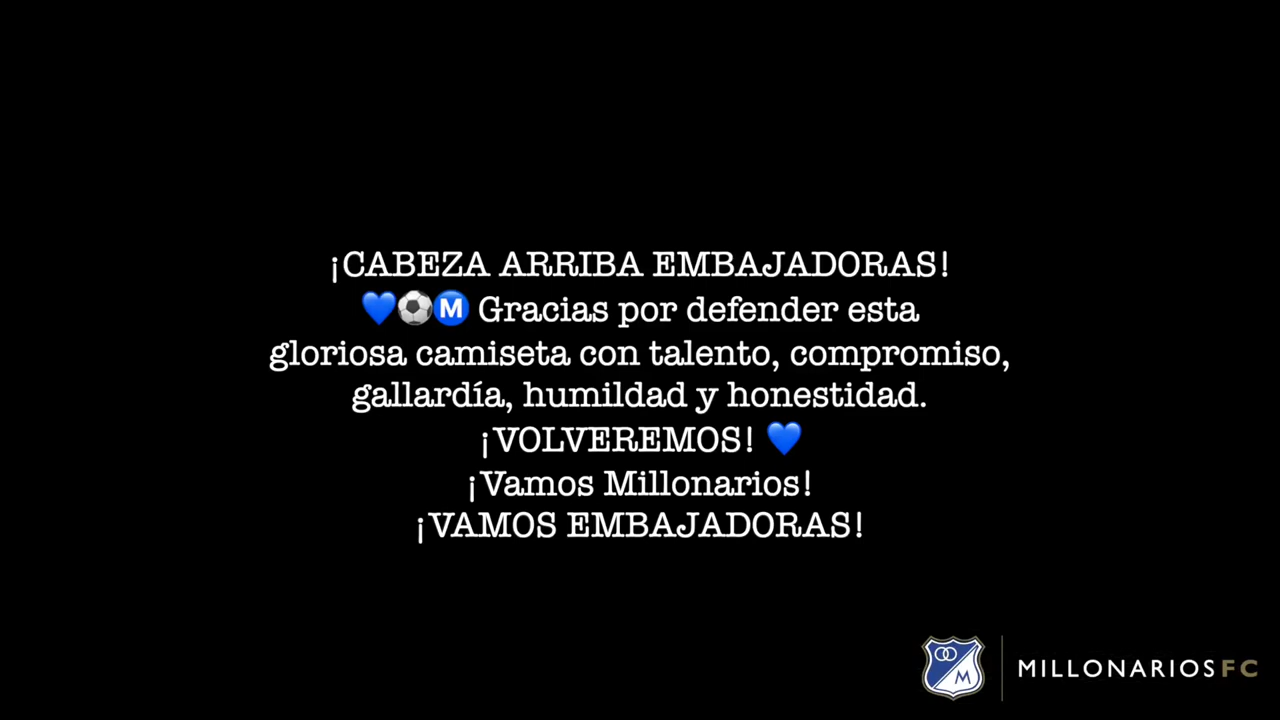 ¡CABEZA ARRIBA EMBAJADORAS!
💙⚽Ⓜ️ Gracias por defender esta
gloriosa camiseta con talento, compromiso,
gallardía, humildad y honestidad.
¡VOLVEREMOS! 💙
¡Vamos Millonarios!
¡VAMOS EMBAJADORAS!
M
MILLONARIOS FC